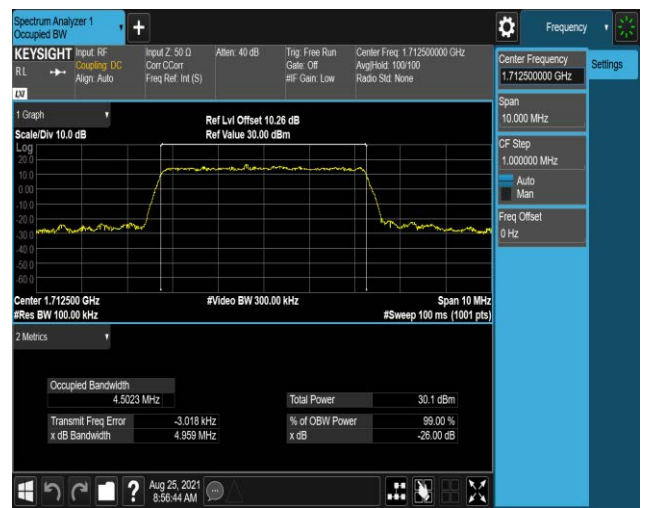 Spectrum Analyzer 1
Occupied BW
+
Frequency
KEYSIGHT
RL
LXI
Input: RF
Coupling: DC
Align: Auto
Input Z: 50 Ω
Corr CCorr
Freq Ref: Int (S)
Atten: 40 dB
Trig: Free Run
Gate: Off
#IF Gain: Low
Center Freq: 1.712500000 GHz
Avg|Hold: 100/100
Radio Std: None
Center Frequency
1.712500000 GHz
Settings
Span
10.000 MHz
CF Step
1.000000 MHz
Auto
Man
Freq Offset
0 Hz
1 Graph
Scale/Div 10.0 dB
Ref Lvl Offset 10.26 dB
Ref Value 30.00 dBm
Log
20.0
10.0
0.00
-10.0
-20.0
-30.0
-40.0
-50.0
-60.0
Center 1.712500 GHz
#Video BW 300.00 kHz
Span 10 MHz
#Res BW 100.00 kHz
#Sweep 100 ms (1001 pts)
2 Metrics
Occupied Bandwidth
4.5023 MHz
Total Power 30.1 dBm
Transmit Freq Error -3.018 kHz
% of OBW Power 99.00 %
x dB Bandwidth 4.959 MHz
x dB -26.00 dB
?
Aug 25, 2021
8:56:44 AM